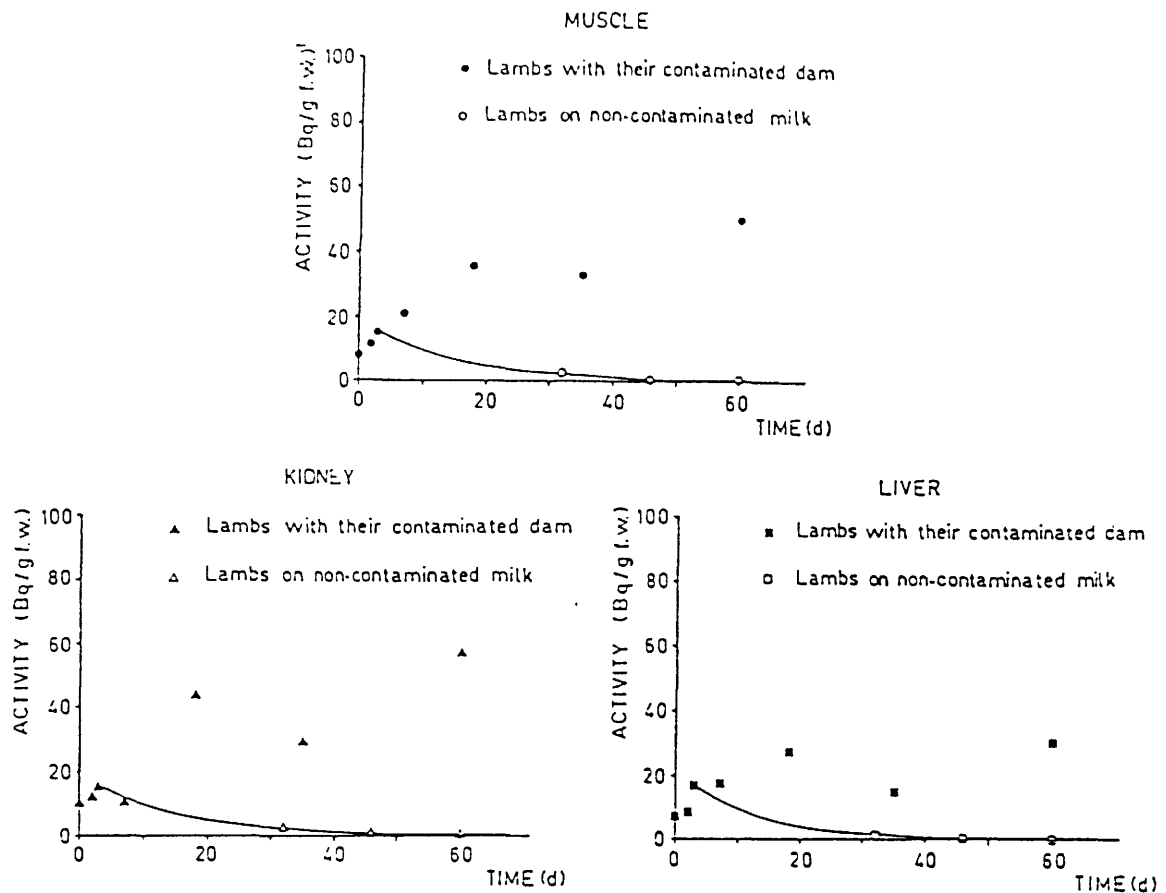 MUSCLE
ACTIVITY (Bq/g f.w.)
100
80
60
40
20
0
● Lambs with their contaminated dam
○ Lambs on non-contaminated milk
0 20 40 60
TIME (d)
KIDNEY
ACTIVITY (Bq/g f.w.)
100
80
60
40
20
0
▲ Lambs with their contaminated dam
△ Lambs on non-contaminated milk
0 20 40 60
TIME (d)
LIVER
ACTIVITY (Bq/g f.w.)
100
80
60
40
20
0
■ Lambs with their contaminated dam
□ Lambs on non-contaminated milk
0 20 40 60
TIME (d)